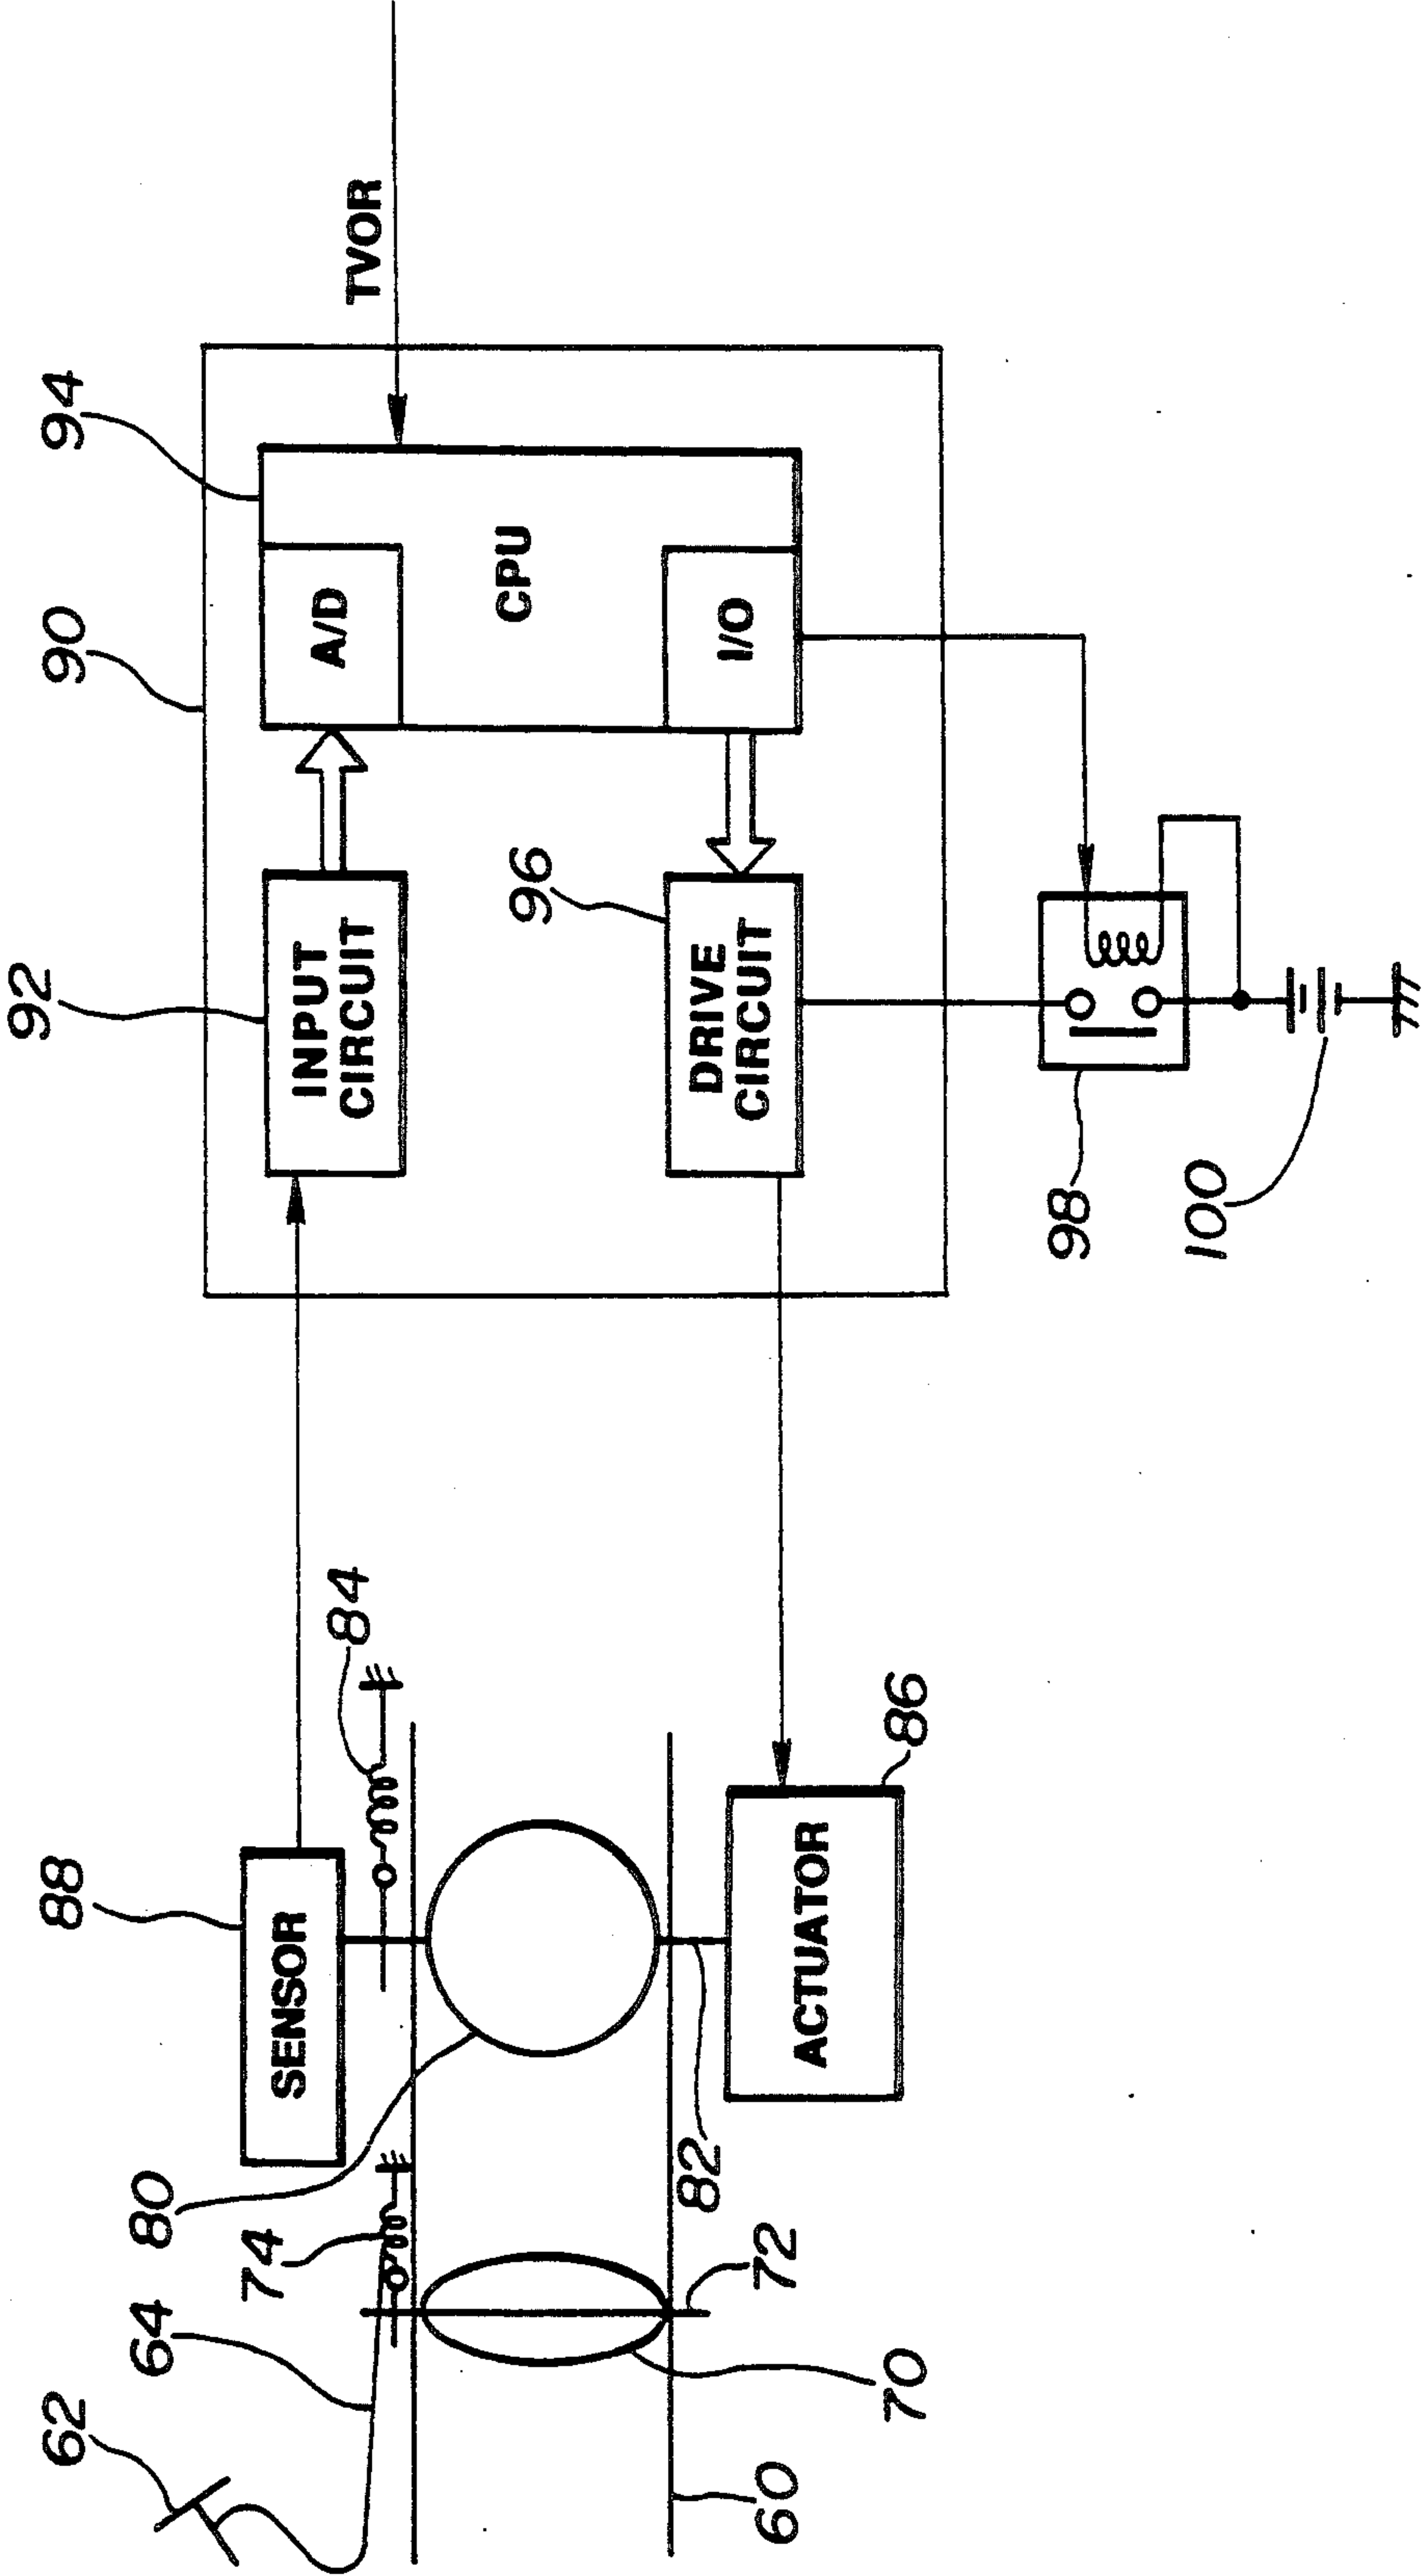 62
64
74
80
88
SENSOR
84
92
INPUT
CIRCUIT
90
94
A/D
CPU
I/O
TVOR
96
DRIVE
CIRCUIT
60
70
72
82
ACTUATOR
86
98
100